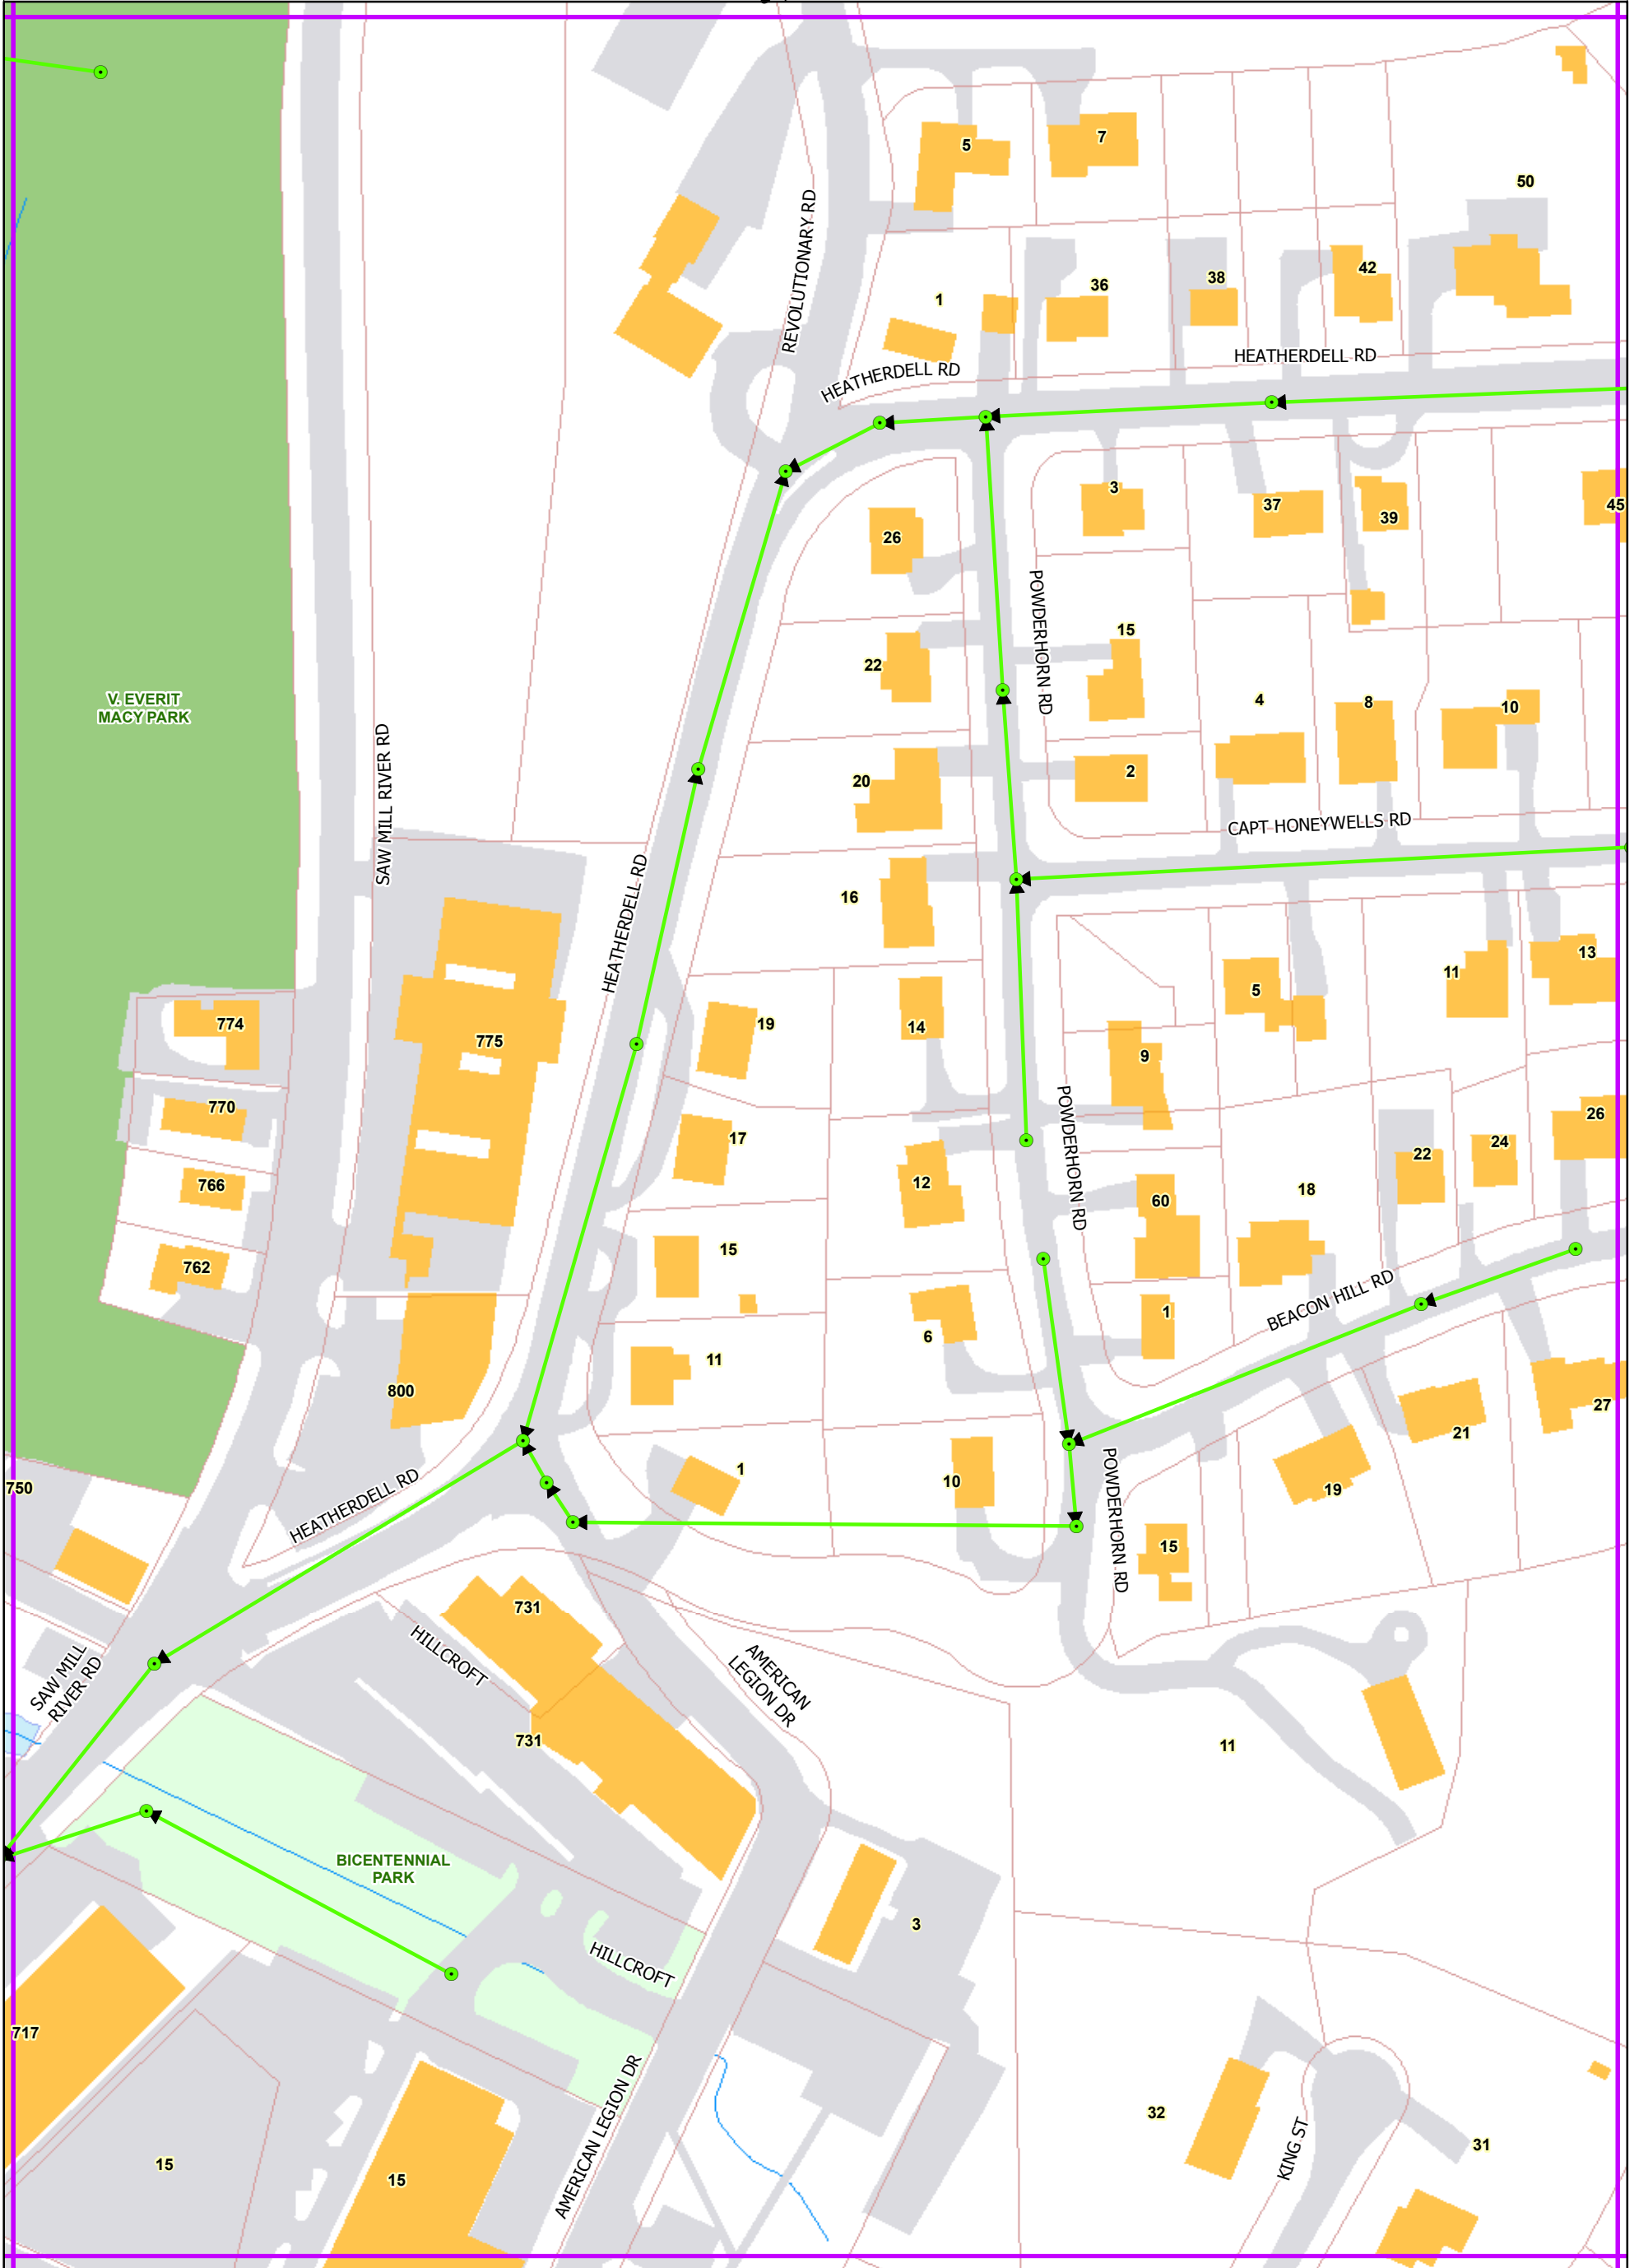 5
7
50
REVOLUTIONARY RD
1
36
38
42
HEATHERDELL RD
HEATHERDELL RD
26
3
37
39
45
POWDERHORN RD
22
15
V. EVERIT
MACY PARK
SAW MILL RIVER RD
4
8
10
20
2
CAPT HONEYWELLS RD
HEATHERDELL RD
16
5
11
13
774
775
19
14
9
770
17
POWDERHORN RD
26
766
12
60
18
22
24
762
15
6
1
BEACON HILL RD
800
11
27
21
750
HEATHERDELL RD
1
10
POWDERHORN RD
19
15
731
HILLCROFT
AMERICAN
LEGION DR
SAW MILL
RIVER RD
731
11
BICENTENNIAL
PARK
3
HILLCROFT
717
AMERICAN LEGION DR
32
KING ST
31
15
15